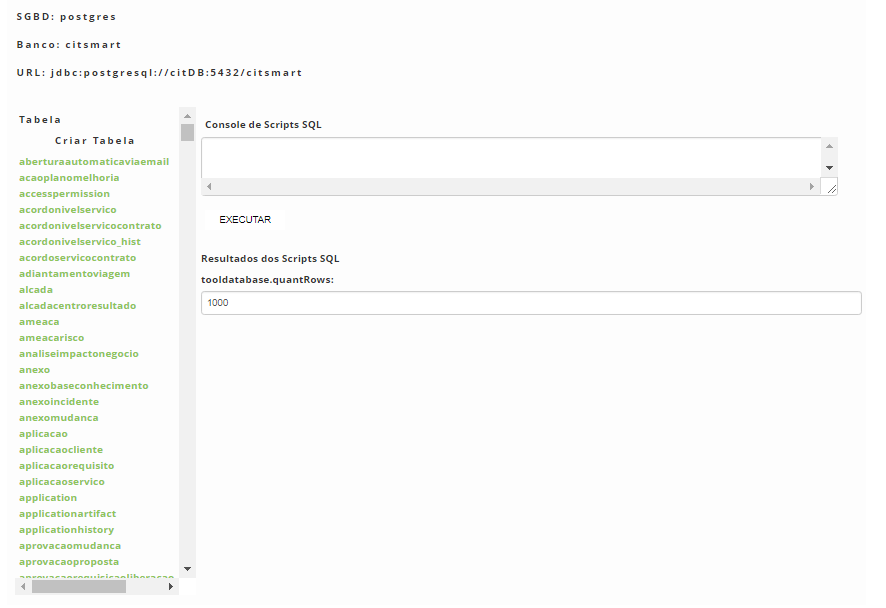 SGBD: postgres
Banco: citsmart
URL: jdbc:postgresql://citDB:5432/citsmart
Tabela
Criar Tabela
aberturaautomaticaviaemail
acaoplanomelhoria
accesspermission
acordonivelservico
acordonivelservicocontrato
acordonivelservico_hist
acordoservicocontrato
adiantamentoviagem
alcada
alcadacentroresultado
ameaca
ameacarisco
analiseimpactonegocio
anexo
anexobaseconhecimento
anexoincidente
anexomudanca
aplicacao
aplicacaocliente
aplicacaorequisito
aplicacaoservico
application
applicationartifact
applicationhistory
aprovacaomudanca
aprovacaoproposta
aprovacaorequisicaoliberacao
Console de Scripts SQL
EXECUTAR
Resultados dos Scripts SQL
tooldatabase.quantRows:
1000